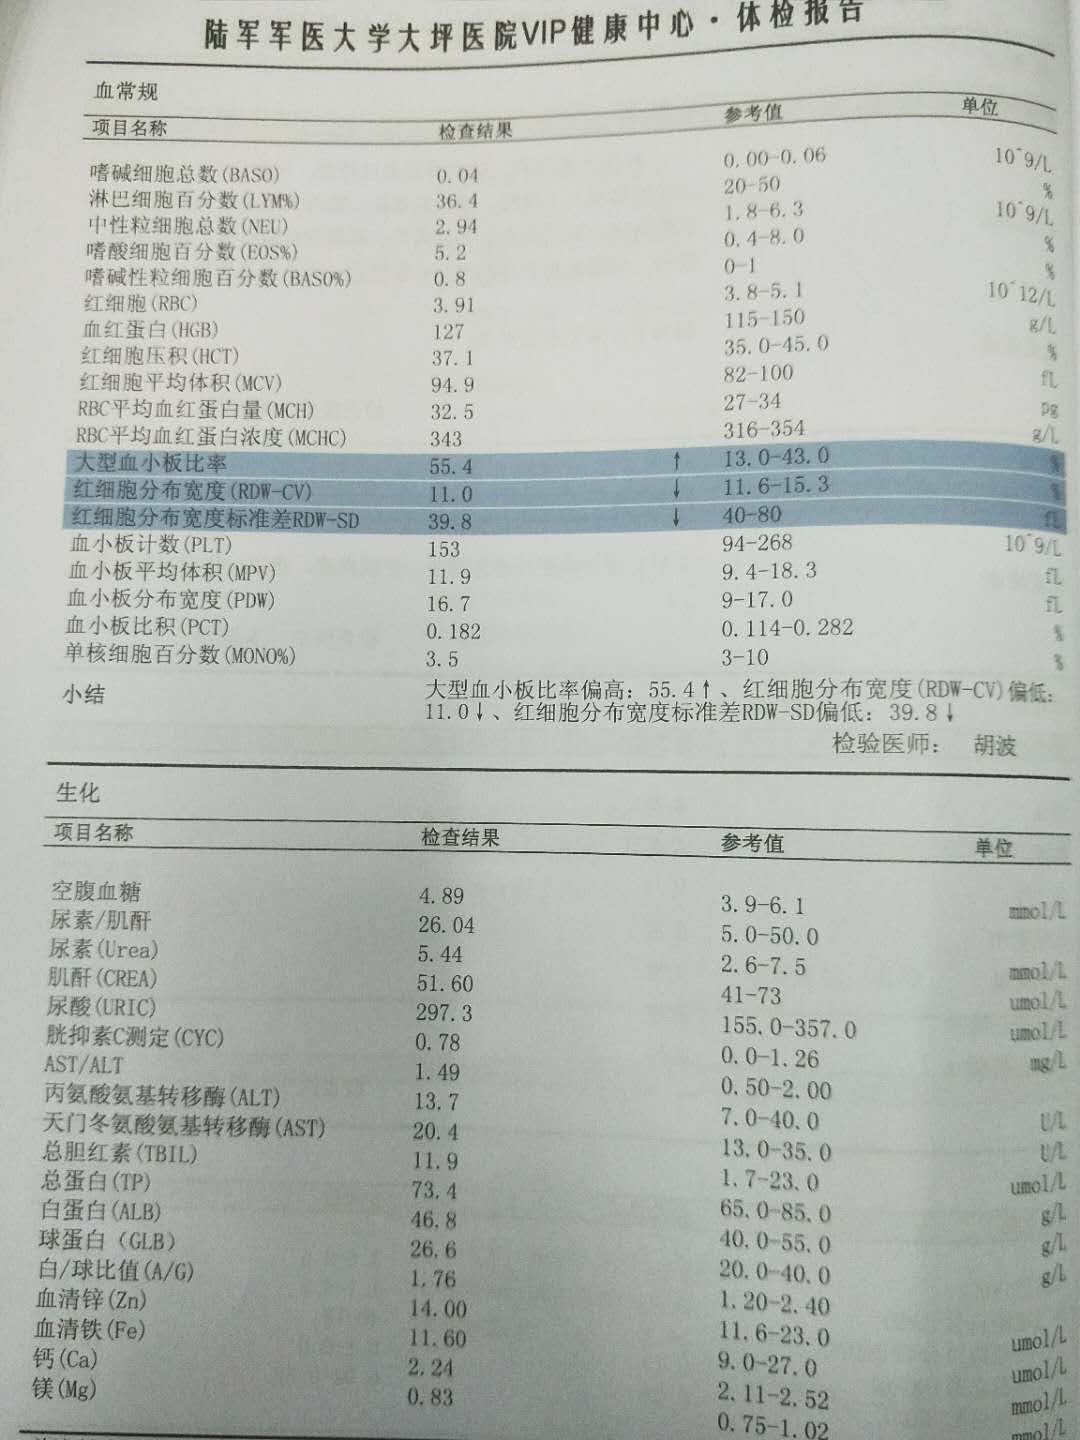 陆军军医大学大坪医院VIP健康中心·体检报告
血常规
项目名称 检查结果 参考值 单位
嗜碱细胞总数(BASO) 0.04 0.00-0.06 10^9/L
淋巴细胞百分数(LYM%) 36.4 20-50 %
中性粒细胞总数(NEU) 2.94 1.8-6.3 10^9/L
嗜酸细胞百分数(EOS%) 5.2 0.4-8.0 %
嗜碱性粒细胞百分数(BASO%) 0.8 0-1 %
红细胞(RBC) 3.91 3.8-5.1 10^12/L
血红蛋白(HGB) 127 115-150 g/L
红细胞压积(HCT) 37.1 35.0-45.0 %
红细胞平均体积(MCV) 94.9 82-100 fL
RBC平均血红蛋白量(MCH) 32.5 27-34 pg
RBC平均血红蛋白浓度(MCHC) 343 316-354 g/L
大型血小板比率 55.4 ↑ 13.0-43.0 %
红细胞分布宽度(RDW-CV) 11.0 ↓ 11.6-15.3 %
红细胞分布宽度标准差RDW-SD 39.8 ↓ 40-80 fL
血小板计数(PLT) 153 94-268 10^9/L
血小板平均体积(MPV) 11.9 9.4-18.3 fL
血小板分布宽度(PDW) 16.7 9-17.0 fL
血小板比积(PCT) 0.182 0.114-0.282 %
单核细胞百分数(MONO%) 3.5 3-10 %
小结 大型血小板比率偏高：55.4↑、红细胞分布宽度(RDW-CV)偏低：
11.0↓、红细胞分布宽度标准差RDW-SD偏低：39.8↓
检验医师： 胡波
生化
项目名称 检查结果 参考值 单位
空腹血糖 4.89 3.9-6.1 mmol/L
尿素/肌酐 26.04 5.0-50.0
尿素(Urea) 5.44 2.6-7.5 mmol/L
肌酐(CREA) 51.60 41-73 umol/L
尿酸(URIC) 297.3 155.0-357.0 umol/L
胱抑素C测定(CYC) 0.78 0.0-1.26 mg/L
AST/ALT 1.49 0.50-2.00
丙氨酸氨基转移酶(ALT) 13.7 7.0-40.0 U/L
天门冬氨酸氨基转移酶(AST) 20.4 13.0-35.0 U/L
总胆红素(TBIL) 11.9 1.7-23.0 umol/L
总蛋白(TP) 73.4 65.0-85.0 g/L
白蛋白(ALB) 46.8 40.0-55.0 g/L
球蛋白（GLB） 26.6 20.0-40.0 g/L
白/球比值(A/G) 1.76 1.20-2.40
血清锌(Zn) 14.00 11.6-23.0 umol/L
血清铁(Fe) 11.60 9.0-27.0 umol/L
钙(Ca) 2.24 2.11-2.52 mmol/L
镁(Mg) 0.83 0.75-1.02 mmol/L